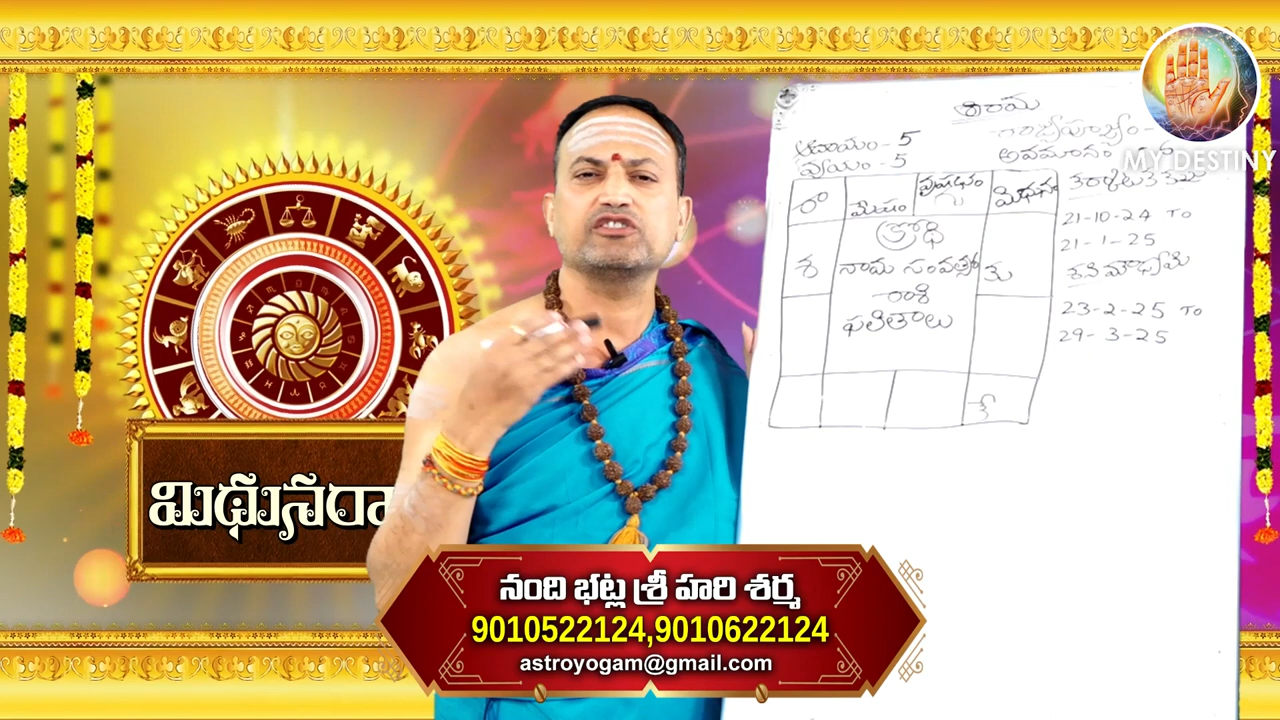 MY DESTINY
శ్రీరామ
ఆదాయం - 5
వ్యయం - 5
అవమానం
రా మేషం వృషభం మిథున
21-10-24 TO
21-1-25
శ
క్రోధి
నామ సంవత్సర
రాశి
ఫలితాలు
23-2-25 TO
29-3-25
కే
మిథునరా
నంది భట్ల శ్రీ హరి శర్మ
9010522124,9010622124
astroyogam@gmail.com